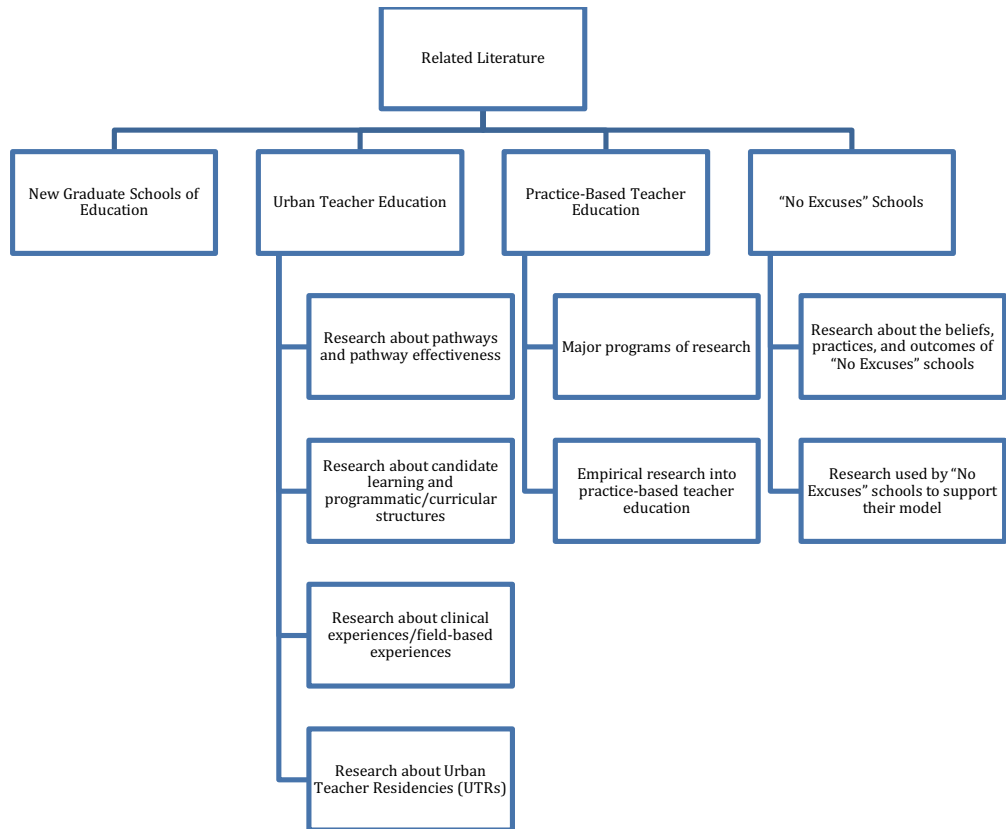 Related Literature
New Graduate Schools of
Education
Urban Teacher Education
Practice-Based Teacher
Education
“No Excuses” Schools
Research about pathways
and pathway effectiveness
Research about candidate
learning and
programmatic/curricular
structures
Research about clinical
experiences/field-based
experiences
Research about Urban
Teacher Residencies (UTRs)
Major programs of research
Empirical research into
practice-based teacher
education
Research about the beliefs,
practices, and outcomes of
“No Excuses” schools
Research used by “No
Excuses” schools to support
their model